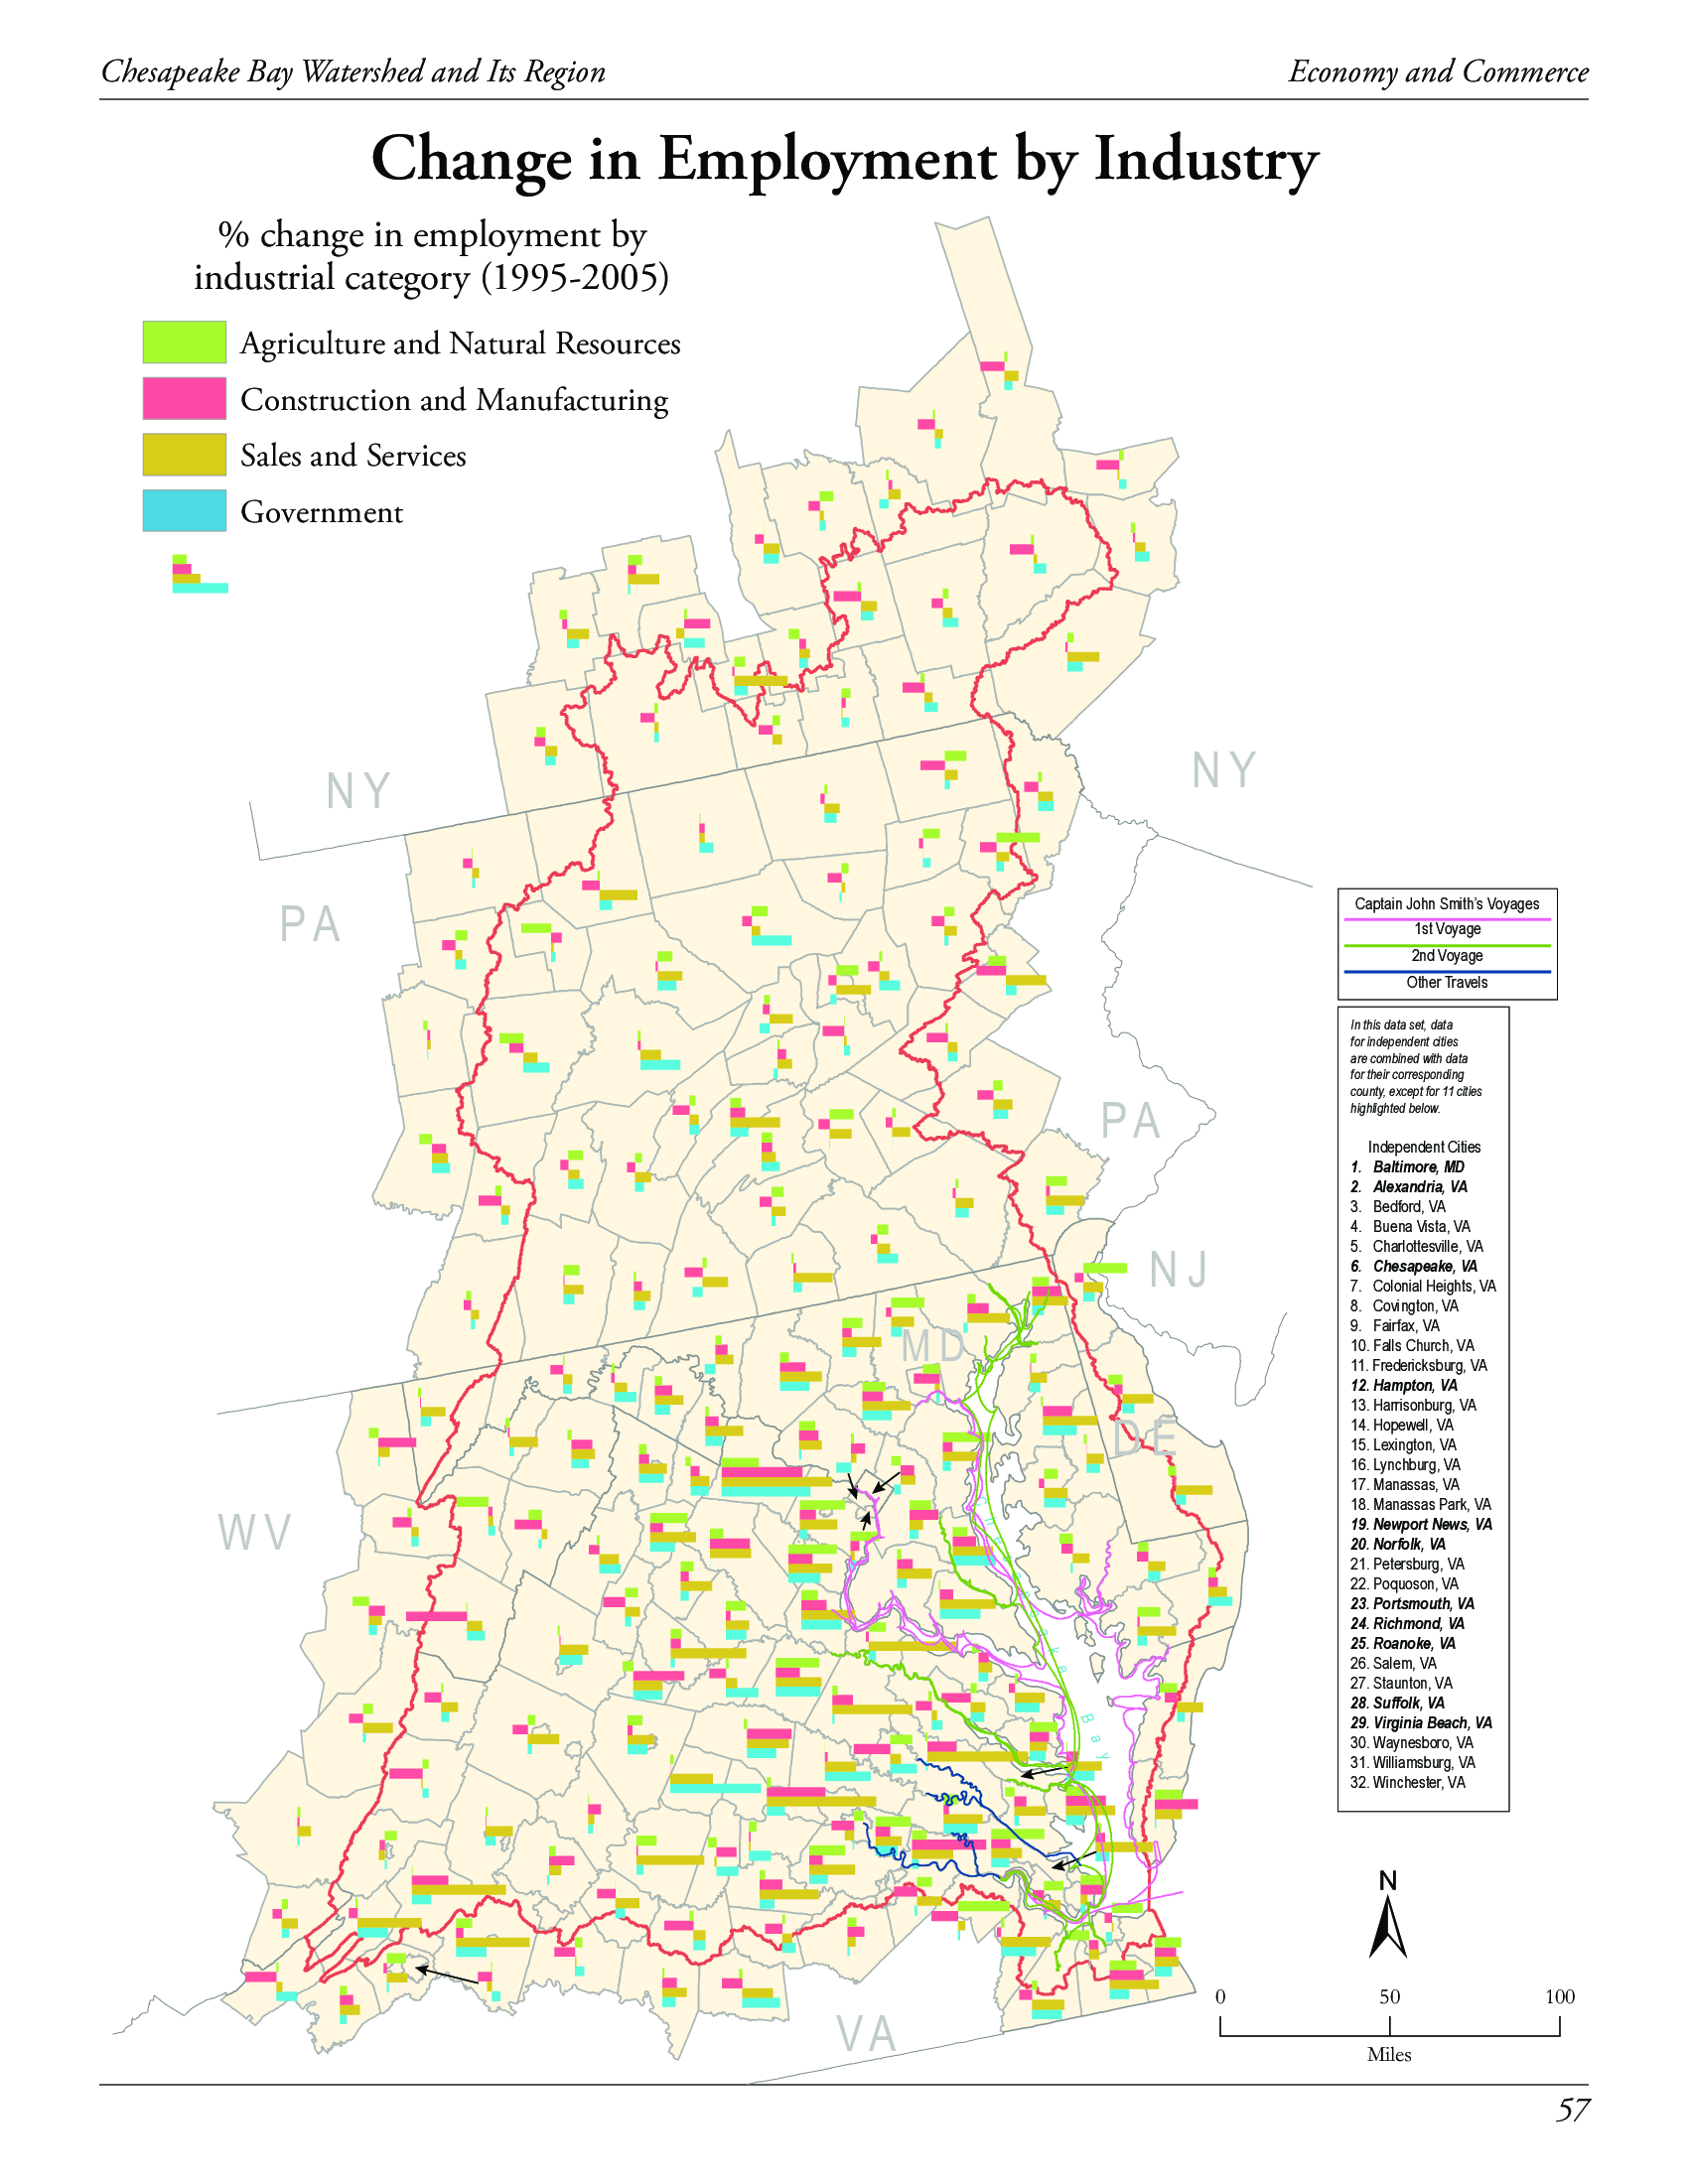 Chesapeake Bay Watershed and Its Region
Economy and Commerce
Change in Employment by Industry
% change in employment by
industrial category (1995-2005)
Agriculture and Natural Resources
Construction and Manufacturing
Sales and Services
Government
NY
NY
PA
PA
NJ
MD
DE
WV
VA
Chesapeake Bay
Captain John Smith's Voyages
1st Voyage
2nd Voyage
Other Travels
In this data set, data
for independent cities
are combined with data
for their corresponding
county, except for 11 cities
highlighted below.
Independent Cities
1. Baltimore, MD
2. Alexandria, VA
3. Bedford, VA
4. Buena Vista, VA
5. Charlottesville, VA
6. Chesapeake, VA
7. Colonial Heights, VA
8. Covington, VA
9. Fairfax, VA
10. Falls Church, VA
11. Fredericksburg, VA
12. Hampton, VA
13. Harrisonburg, VA
14. Hopewell, VA
15. Lexington, VA
16. Lynchburg, VA
17. Manassas, VA
18. Manassas Park, VA
19. Newport News, VA
20. Norfolk, VA
21. Petersburg, VA
22. Poquoson, VA
23. Portsmouth, VA
24. Richmond, VA
25. Roanoke, VA
26. Salem, VA
27. Staunton, VA
28. Suffolk, VA
29. Virginia Beach, VA
30. Waynesboro, VA
31. Williamsburg, VA
32. Winchester, VA
N
0 50 100
Miles
57